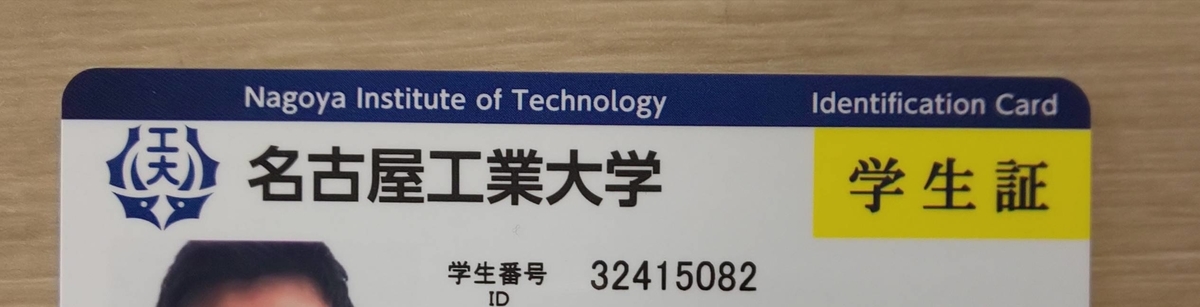 Nagoya Institute of Technology Identification Card
工大 名古屋工業大学 学生証
学生番号 32415082
ID